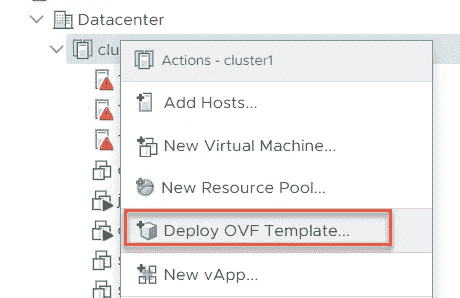 Datacenter
clu
Actions - cluster1
Add Hosts...
New Virtual Machine...
New Resource Pool...
Deploy OVF Template...
New vApp...